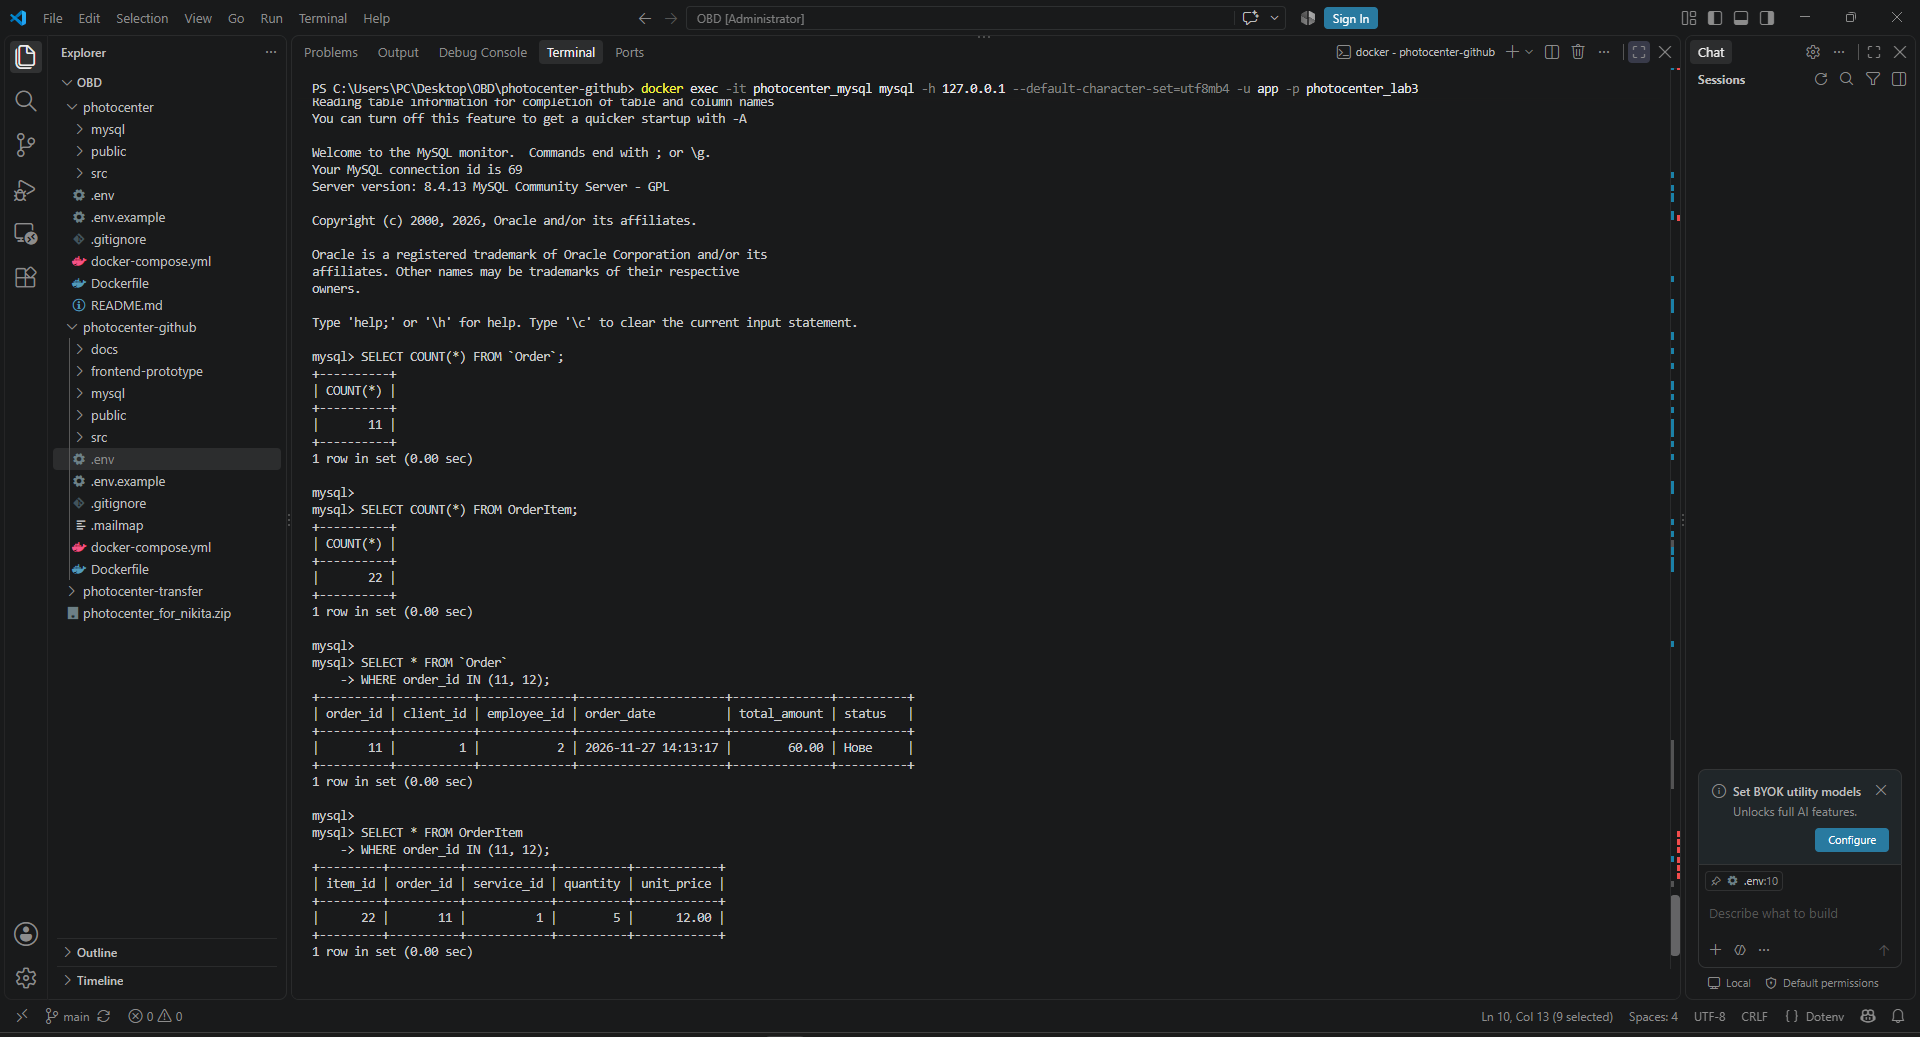 File Edit Selection View Go Run Terminal Help
OBD [Administrator]
Sign In
Explorer
OBD
photocenter
mysql
public
src
.env
.env.example
.gitignore
docker-compose.yml
Dockerfile
README.md
photocenter-github
docs
frontend-prototype
mysql
public
src
.env
.env.example
.gitignore
.mailmap
docker-compose.yml
Dockerfile
photocenter-transfer
photocenter_for_nikita.zip
Outline
Timeline
Problems Output Debug Console Terminal Ports
docker - photocenter-github
PS C:\Users\PC\Desktop\OBD\photocenter-github> docker exec -it photocenter_mysql mysql -h 127.0.0.1 --default-character-set=utf8mb4 -u app -p photocenter_lab3
Reading table information for completion of table and column names
You can turn off this feature to get a quicker startup with -A
Welcome to the MySQL monitor.  Commands end with ; or \g.
Your MySQL connection id is 69
Server version: 8.4.13 MySQL Community Server - GPL
Copyright (c) 2000, 2026, Oracle and/or its affiliates.
Oracle is a registered trademark of Oracle Corporation and/or its
affiliates. Other names may be trademarks of their respective
owners.
Type 'help;' or '\h' for help. Type '\c' to clear the current input statement.
mysql> SELECT COUNT(*) FROM `Order`;
+----------+
| COUNT(*) |
+----------+
|       11 |
+----------+
1 row in set (0.00 sec)
mysql>
mysql> SELECT COUNT(*) FROM OrderItem;
+----------+
| COUNT(*) |
+----------+
|       22 |
+----------+
1 row in set (0.00 sec)
mysql>
mysql> SELECT * FROM `Order`
    -> WHERE order_id IN (11, 12);
+----------+-----------+-------------+---------------------+--------------+----------+
| order_id | client_id | employee_id | order_date          | total_amount | status   |
+----------+-----------+-------------+---------------------+--------------+----------+
|       11 |         1 |           2 | 2026-11-27 14:13:17 |        60.00 | Нове     |
+----------+-----------+-------------+---------------------+--------------+----------+
1 row in set (0.00 sec)
mysql>
mysql> SELECT * FROM OrderItem
    -> WHERE order_id IN (11, 12);
+---------+----------+------------+----------+------------+
| item_id | order_id | service_id | quantity | unit_price |
+---------+----------+------------+----------+------------+
|      22 |       11 |          1 |        5 |      12.00 |
+---------+----------+------------+----------+------------+
1 row in set (0.00 sec)
Chat
Sessions
Set BYOK utility models
Unlocks full AI features.
Configure
.env:10
Describe what to build
Local Default permissions
main 0 0
Ln 10, Col 13 (9 selected) Spaces: 4 UTF-8 CRLF { } Dotenv